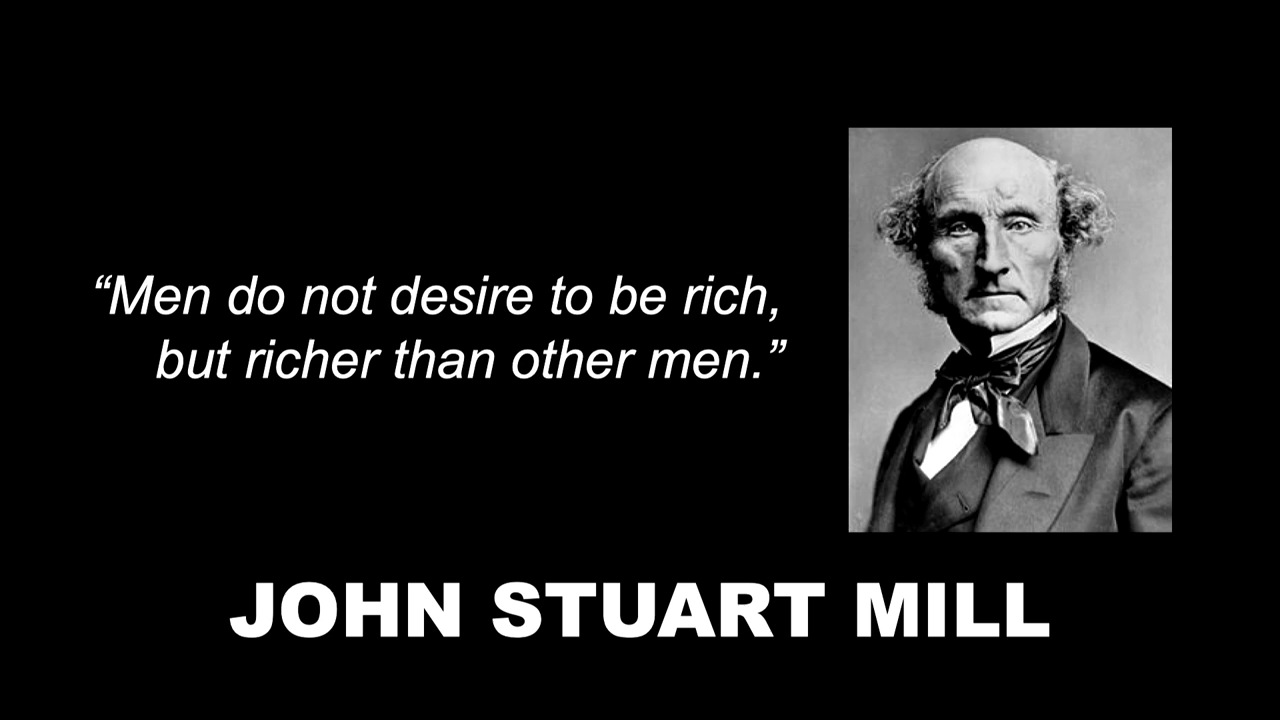 “Men do not desire to be rich,
but richer than other men.”
JOHN STUART MILL